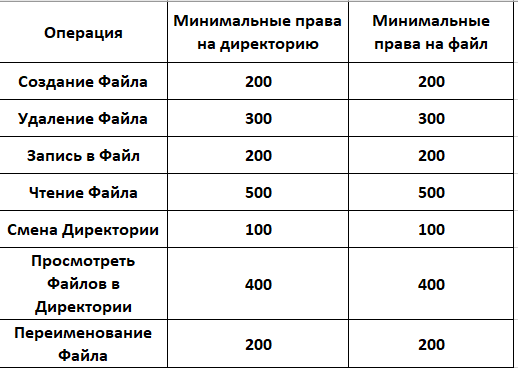 Операция
Минимальные права
на директорию
Минимальные
права на файл
Создание Файла
200
200
Удаление Файла
300
300
Запись в Файл
200
200
Чтение Файла
500
500
Смена Директории
100
100
Просмотреть
Файлов в
Директории
400
400
Переименование
Файла
200
200